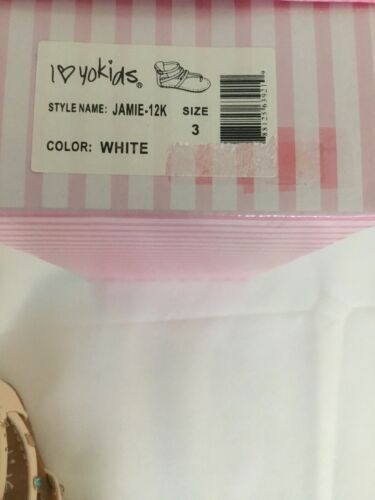 I ♡ yokids®
STYLE NAME: JAMIE-12K SIZE
3
COLOR: WHITE